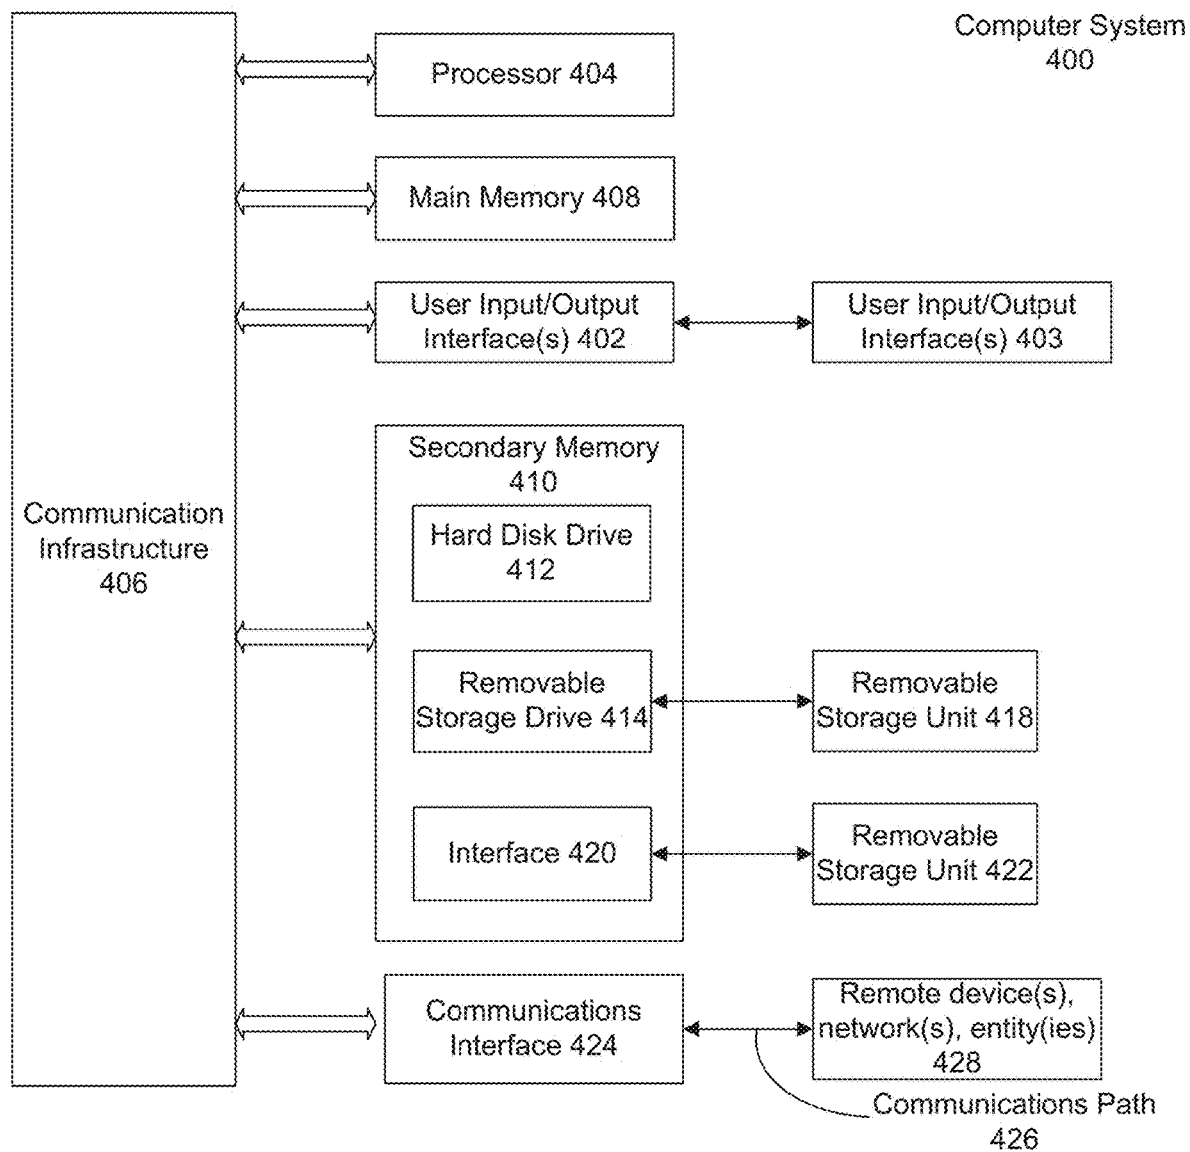 Computer System
400
Processor 404
Main Memory 408
User Input/Output
Interface(s) 402
User Input/Output
Interface(s) 403
Secondary Memory
410
Hard Disk Drive
412
Communication
Infrastructure
406
Removable
Storage Drive 414
Removable
Storage Unit 418
Interface 420
Removable
Storage Unit 422
Communications
Interface 424
Remote device(s),
network(s), entity(ies)
428
Communications Path
426